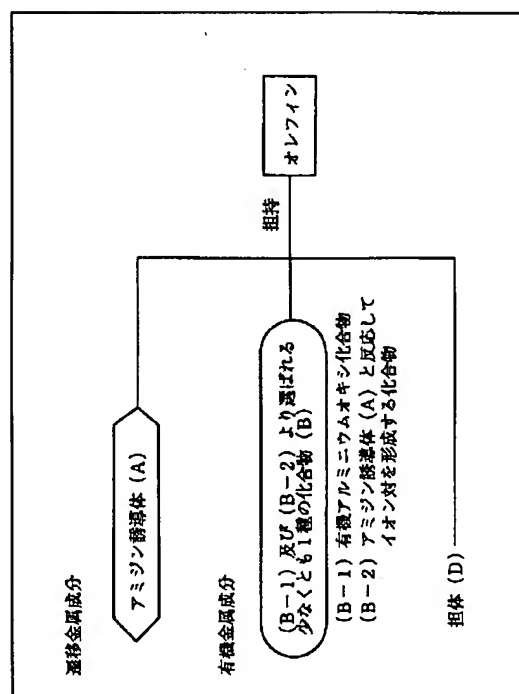 遷移金属成分
アミジン誘導体（A）
有機金属成分
（B－1）及び（B－2）より選ばれる
少なくとも1種の化合物（B）
（B－1）有機アルミニウムオキシ化合物
（B－2）アミジン誘導体（A）と反応して
イオン対を形成する化合物
担体（D）
担持
オレフィン